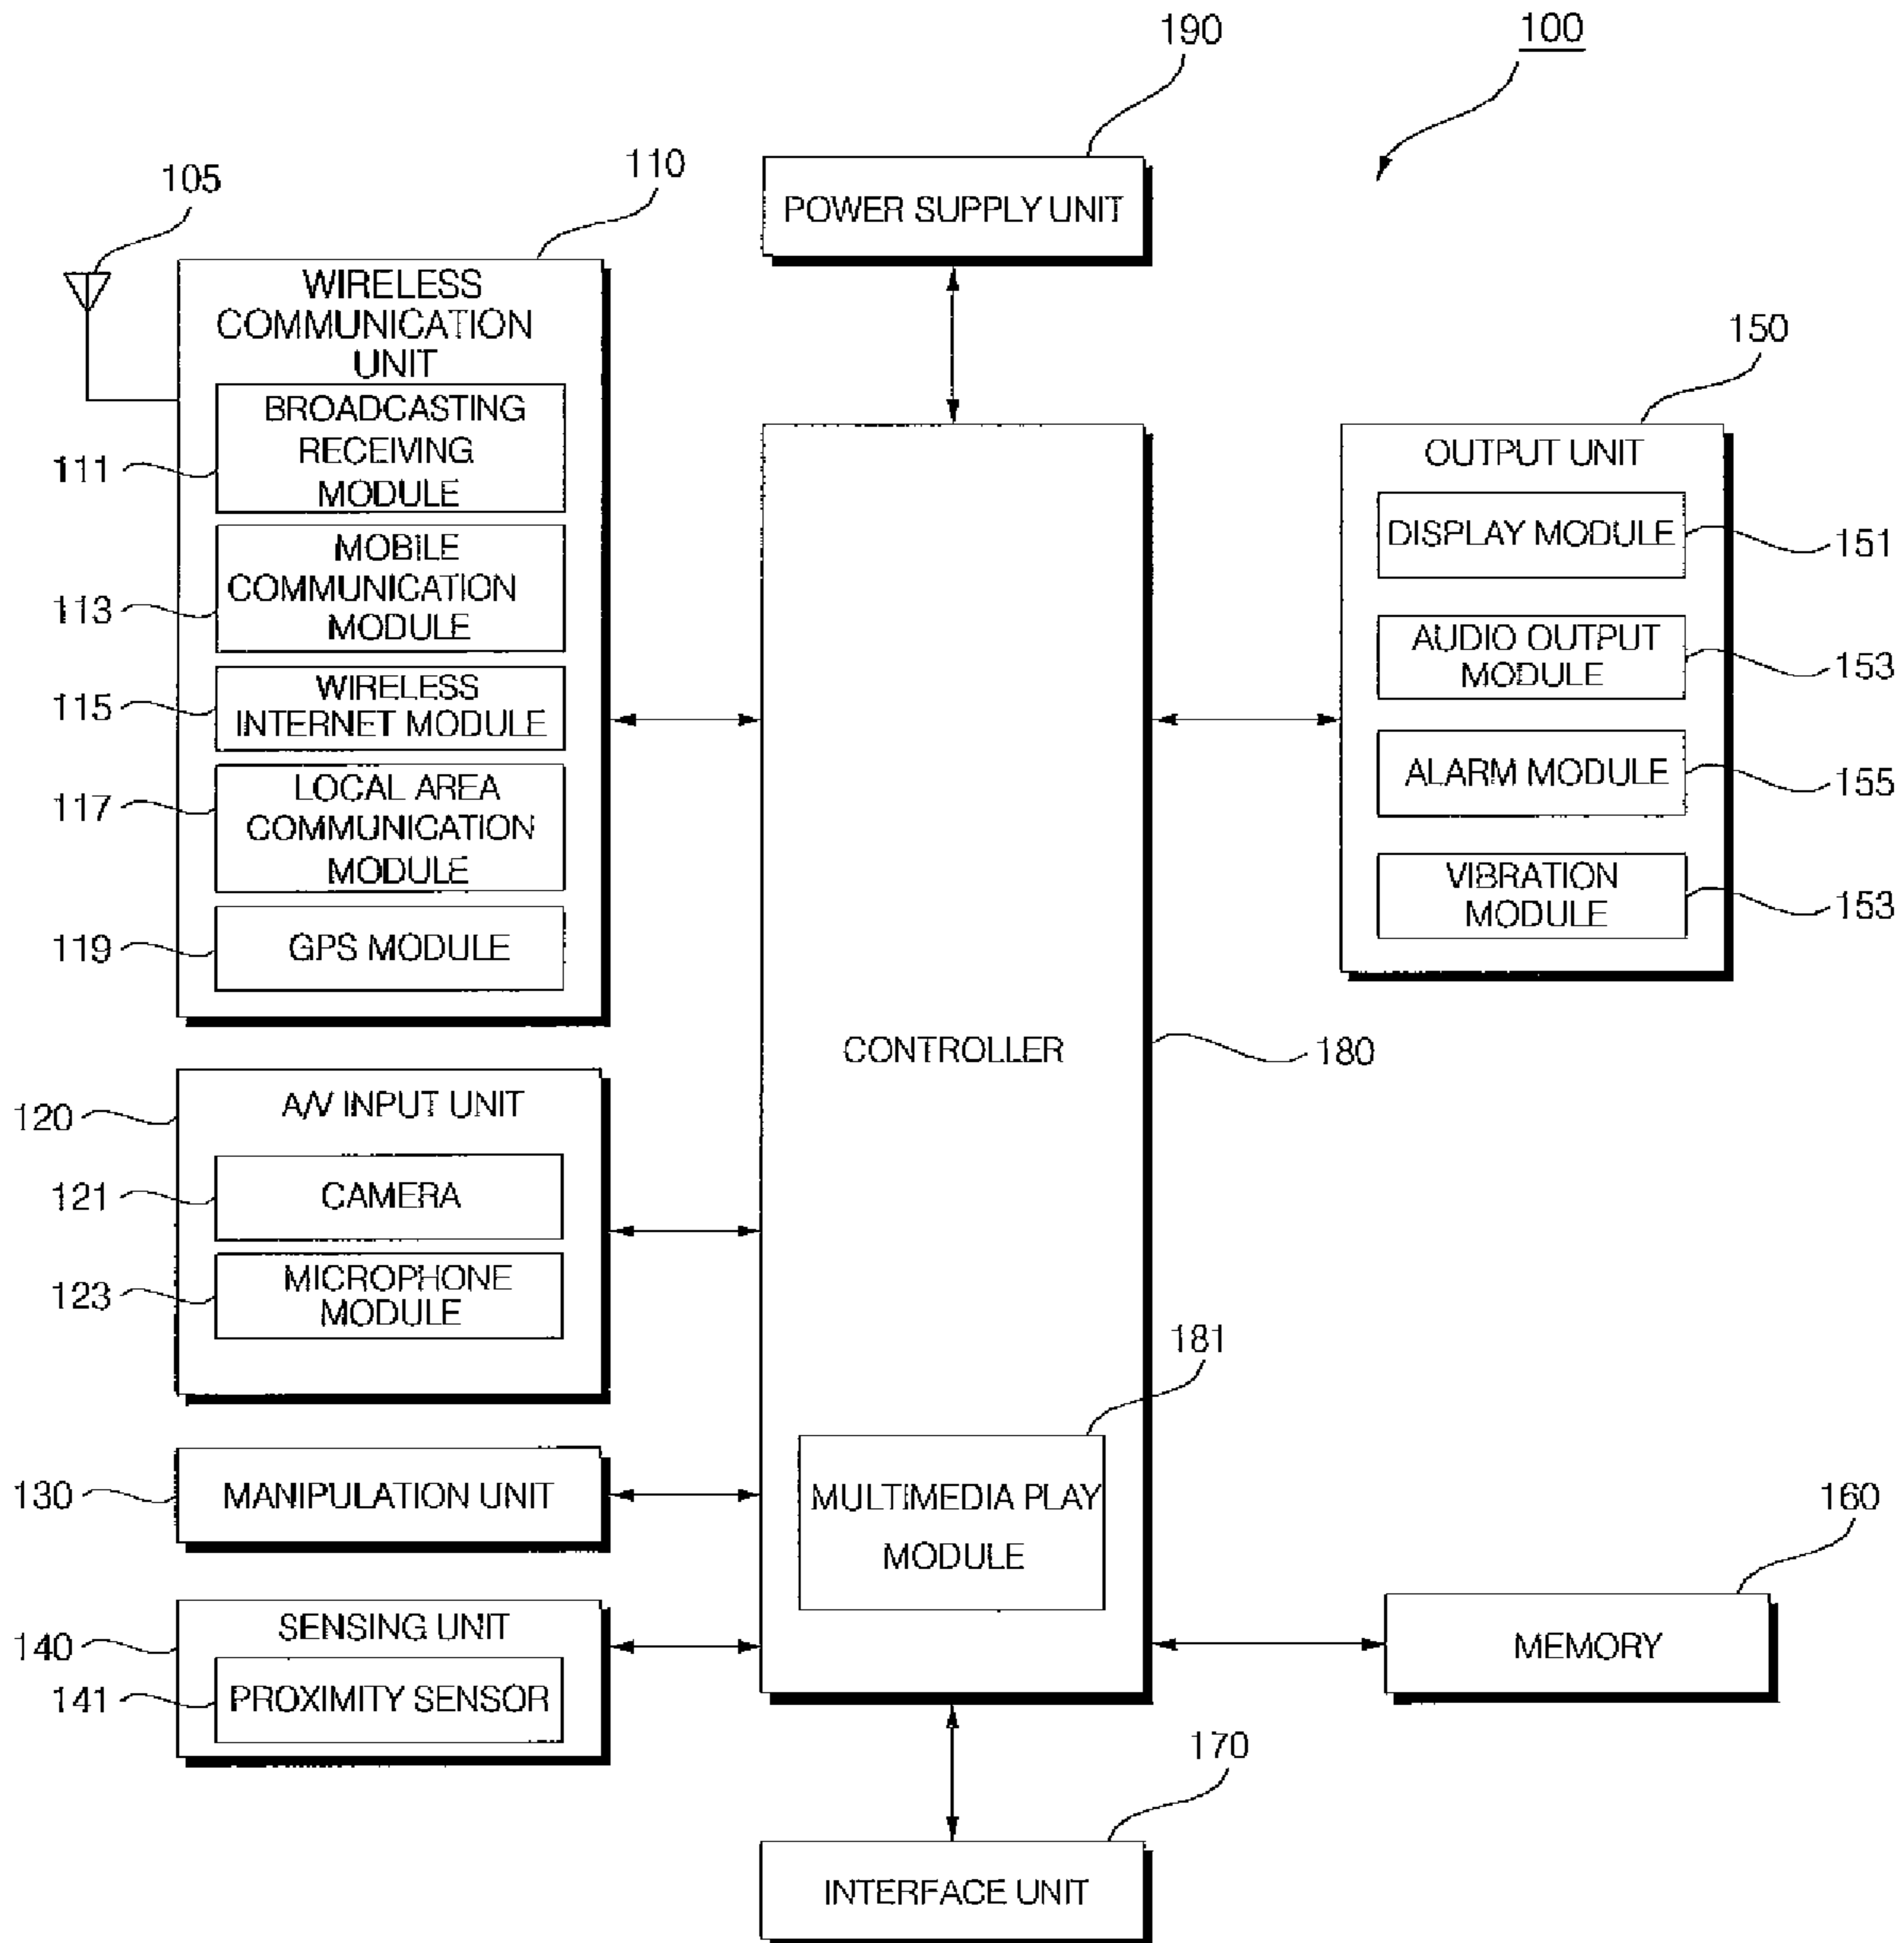 100
190
POWER SUPPLY UNIT
105
110
WIRELESS
COMMUNICATION
UNIT
111
BROADCASTING
RECEIVING
MODULE
113
MOBILE
COMMUNICATION
MODULE
115
WIRELESS
INTERNET MODULE
117
LOCAL AREA
COMMUNICATION
MODULE
119
GPS MODULE
120
A/V INPUT UNIT
121
CAMERA
123
MICROPHONE
MODULE
130
MANIPULATION UNIT
140
SENSING UNIT
141
PROXIMITY SENSOR
CONTROLLER
180
181
MULTIMEDIA PLAY
MODULE
150
OUTPUT UNIT
DISPLAY MODULE
151
AUDIO OUTPUT
MODULE
153
ALARM MODULE
155
VIBRATION
MODULE
153
160
MEMORY
170
INTERFACE UNIT